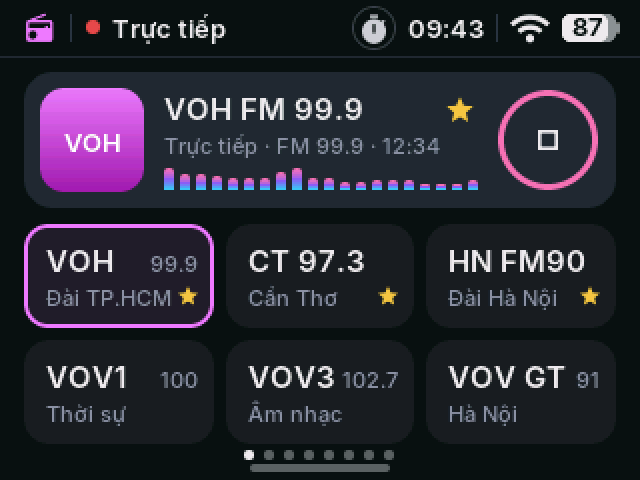 Trực tiếp 09:43 87
VOH
VOH FM 99.9
Trực tiếp · FM 99.9 · 12:34
VOH 99.9
Đài TP.HCM
CT 97.3
Cần Thơ
HN FM90
Đài Hà Nội
VOV1 100
Thời sự
VOV3 102.7
Âm nhạc
VOV GT 91
Hà Nội